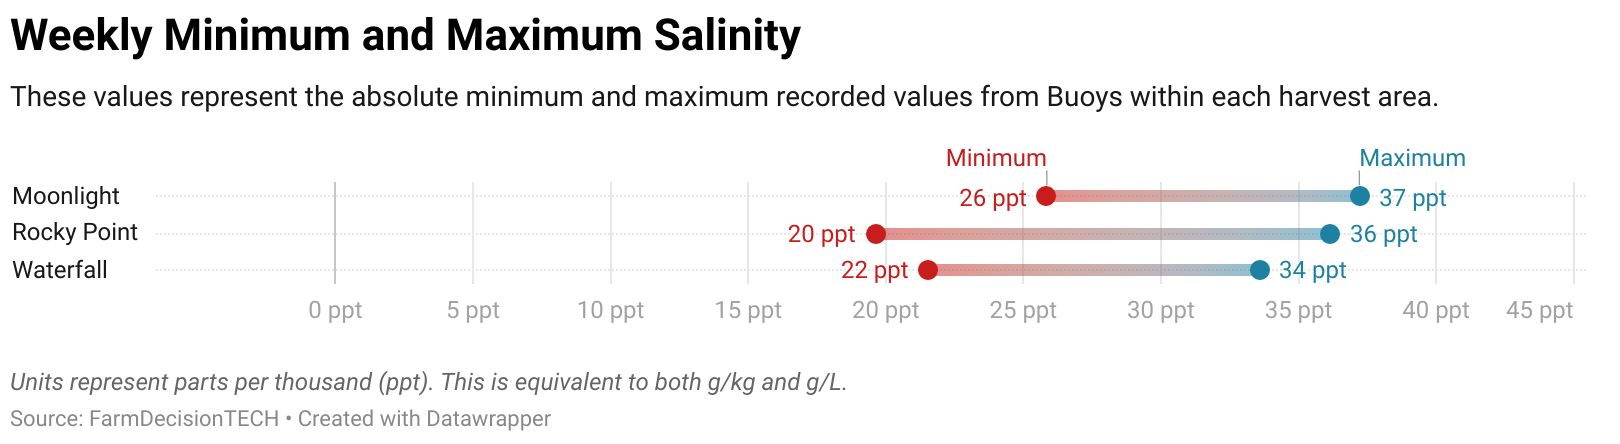 Weekly Minimum and Maximum Salinity
These values represent the absolute minimum and maximum recorded values from Buoys within each harvest area.
Minimum Maximum
Moonlight 26 ppt 37 ppt
Rocky Point 20 ppt 36 ppt
Waterfall 22 ppt 34 ppt
0 ppt 5 ppt 10 ppt 15 ppt 20 ppt 25 ppt 30 ppt 35 ppt 40 ppt 45 ppt
Units represent parts per thousand (ppt). This is equivalent to both g/kg and g/L.
Source: FarmDecisionTECH • Created with Datawrapper